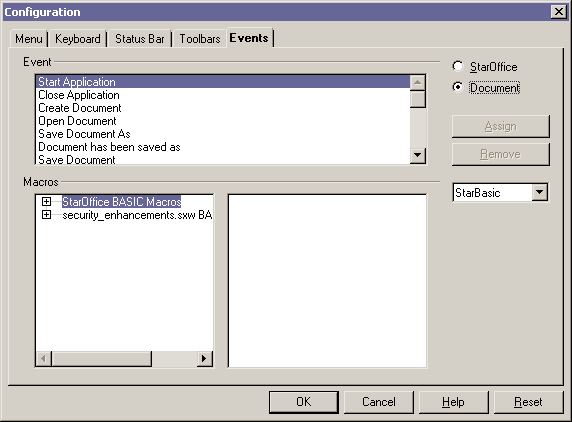 Configuration
Menu Keyboard Status Bar Toolbars Events
Event
Start Application
Close Application
Create Document
Open Document
Save Document As
Document has been saved as
Save Document
StarOffice
Document
Assign
Remove
Macros
StarOffice BASIC Macros
security_enhancements.sxw BA
StarBasic
OK Cancel Help Reset